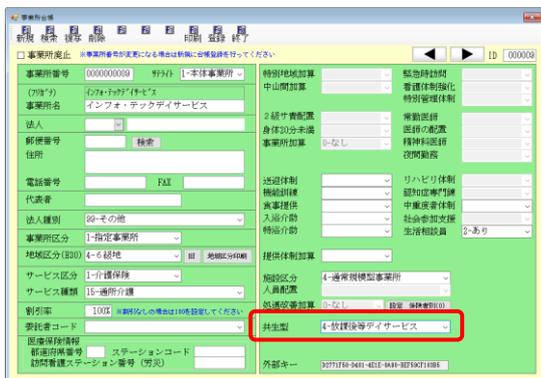 事業所台帳
新規 検索 複写 削除 印刷 登録 終了
事業所廃止 ※事業所番号が変更になる場合は新規に台帳登録を行ってください
ID 000009
事業所番号 0000000009 ｻﾃﾗｲﾄ 1-本体事業所
(ﾌﾘｶﾞﾅ) ｲﾝﾌｫ･ﾃｯｸﾃﾞｲｻｰﾋﾞｽ
事業所名 インフォ・テックデイサービス
法人
郵便番号 検索
住所
電話番号 FAX
代表者
法人種別 99-その他
事業所区分 1-指定事業所
地域区分(H30) 4-6級地 旧 地域区分印刷
サービス区分 1-介護保険
サービス種類 15-通所介護
割引率 100% ※割引なしの場合は100を設定してください
委託者コード
医療保険情報
都道府県番号 ステーションコード
訪問看護ステーション番号 (労災)
特別地域加算
中山間加算
2級サ責配置
身体20分未満
事業所加算 0-なし
送迎体制
機能訓練
食事提供
入浴介助
特浴介助
提供体制加算
施設区分 4-通常規模型事業所
人員配置
処遇改善加算 0-なし 設定 保険者別(0)
共生型 4-放課後等デイサービス
外部キー
緊急時訪問
看護体制強化
特別管理体制
常勤医師
医師の配置
精神科医師
夜間勤務
リハビリ体制
認知症専門棟
中重度者体制
社会参加支援
生活相談員 2-あり